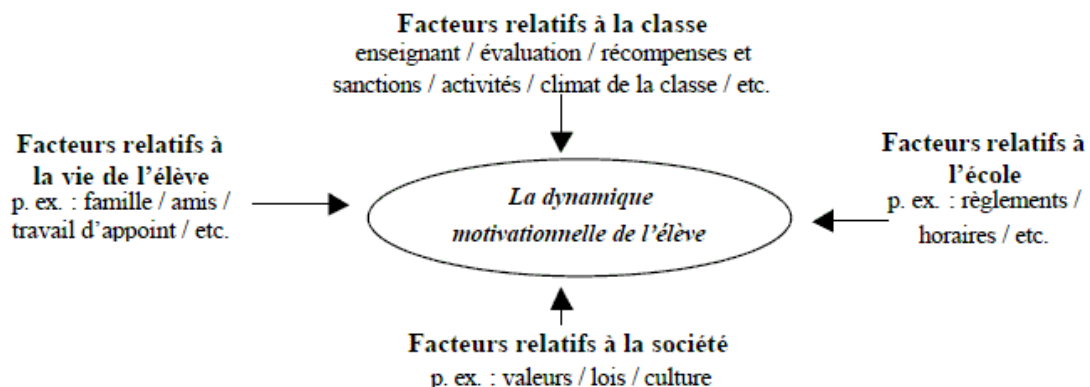 Facteurs relatifs à la classe
enseignant / évaluation / récompenses et
sanctions / activités / climat de la classe / etc.
Facteurs relatifs à
la vie de l'élève
p. ex. : famille / amis /
travail d'appoint / etc.
La dynamique
motivationnelle de l'élève
Facteurs relatifs à
l'école
p. ex. : règlements /
horaires / etc.
Facteurs relatifs à la société
p. ex. : valeurs / lois / culture